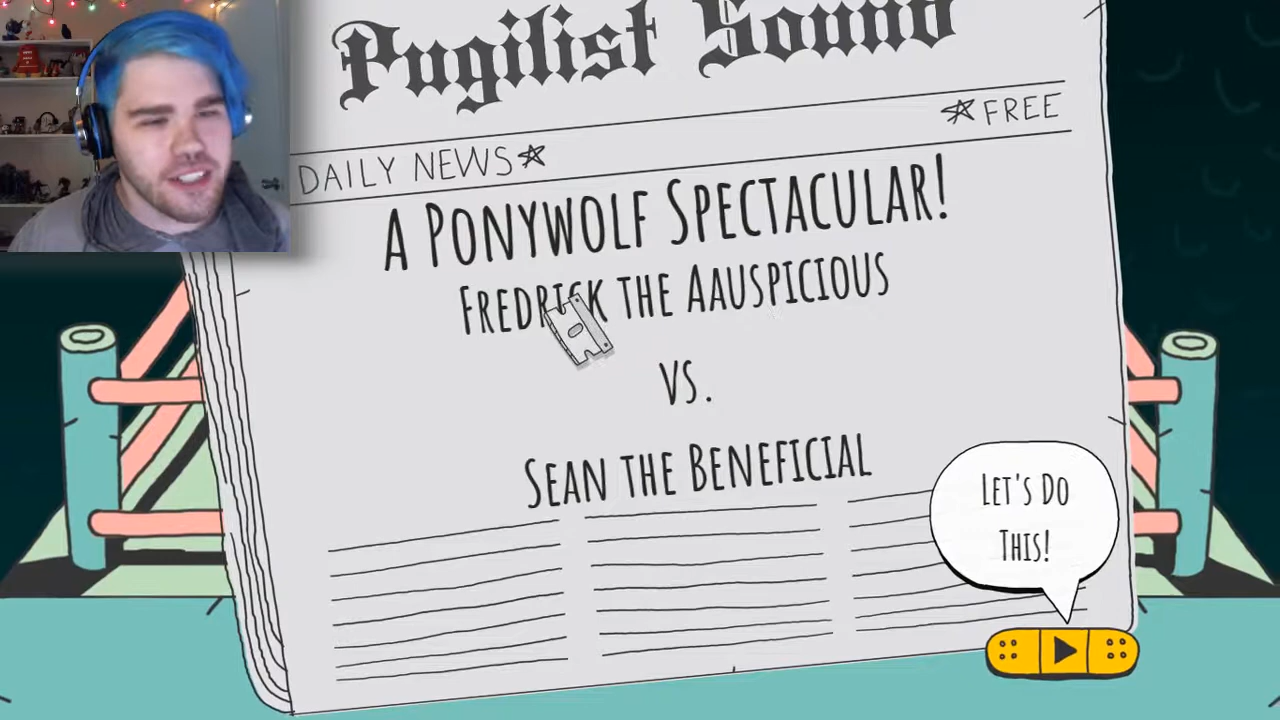 Pugilist Sound
FREE
DAILY NEWS
A Ponywolf Spectacular!
Fredrick the Aauspicious
vs.
Sean the Beneficial
Let's Do
This!